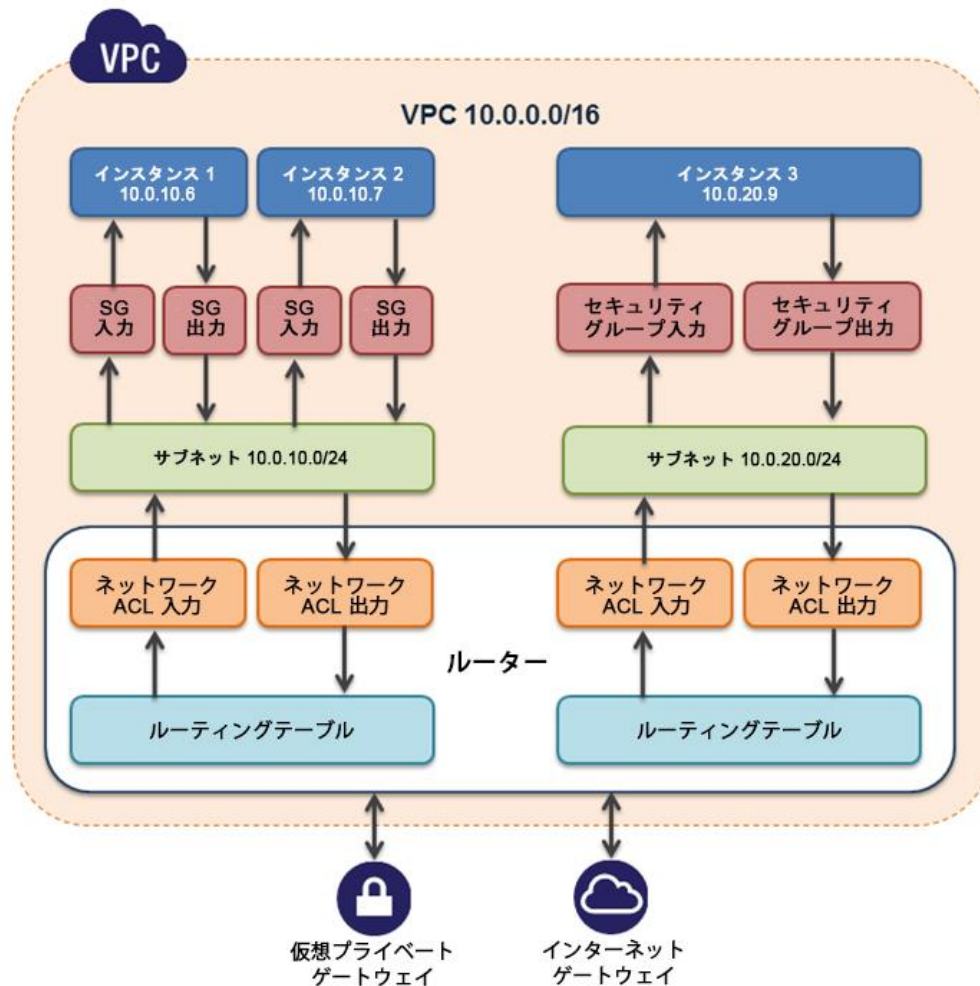 VPC
VPC 10.0.0.0/16
インスタンス 1
10.0.10.6
インスタンス 2
10.0.10.7
インスタンス 3
10.0.20.9
SG
入力
SG
出力
SG
入力
SG
出力
セキュリティ
グループ入力
セキュリティ
グループ出力
サブネット 10.0.10.0/24
サブネット 10.0.20.0/24
ネットワーク
ACL 入力
ネットワーク
ACL 出力
ネットワーク
ACL 入力
ネットワーク
ACL 出力
ルーター
ルーティングテーブル
ルーティングテーブル
仮想プライベート
ゲートウェイ
インターネット
ゲートウェイ